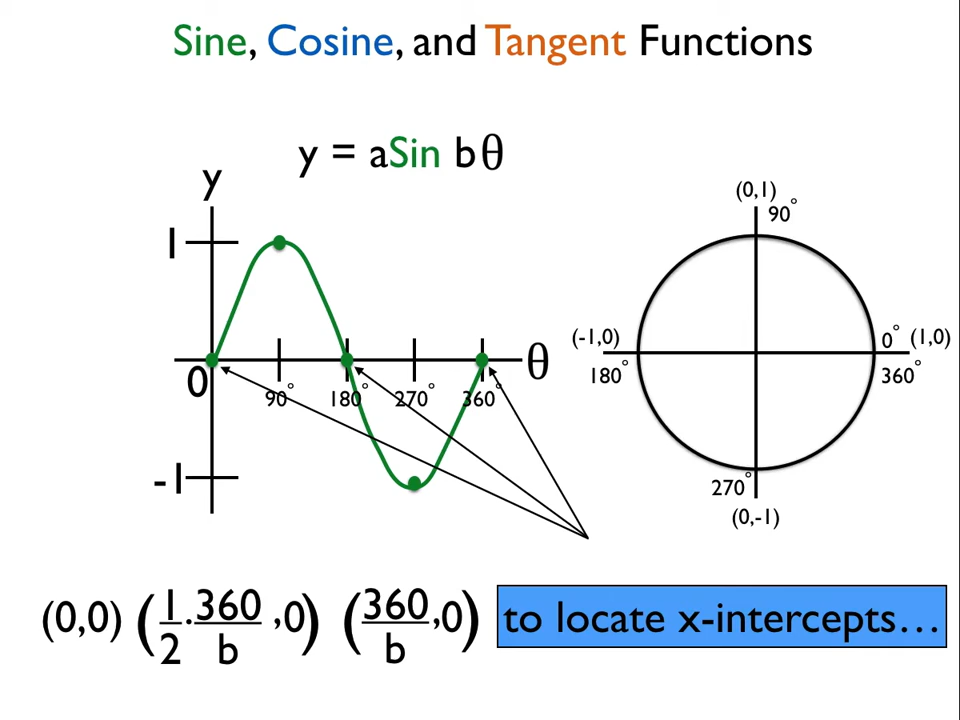 Sine, Cosine, and Tangent Functions
y = aSin bθ
y
1
0
-1
90° 180° 270° 360°
θ
(0,1)
90°
(-1,0)
180°
0° (1,0)
360°
270°
(0,-1)
(0,0) (1/2 · 360/b ,0) (360/b ,0) to locate x-intercepts…